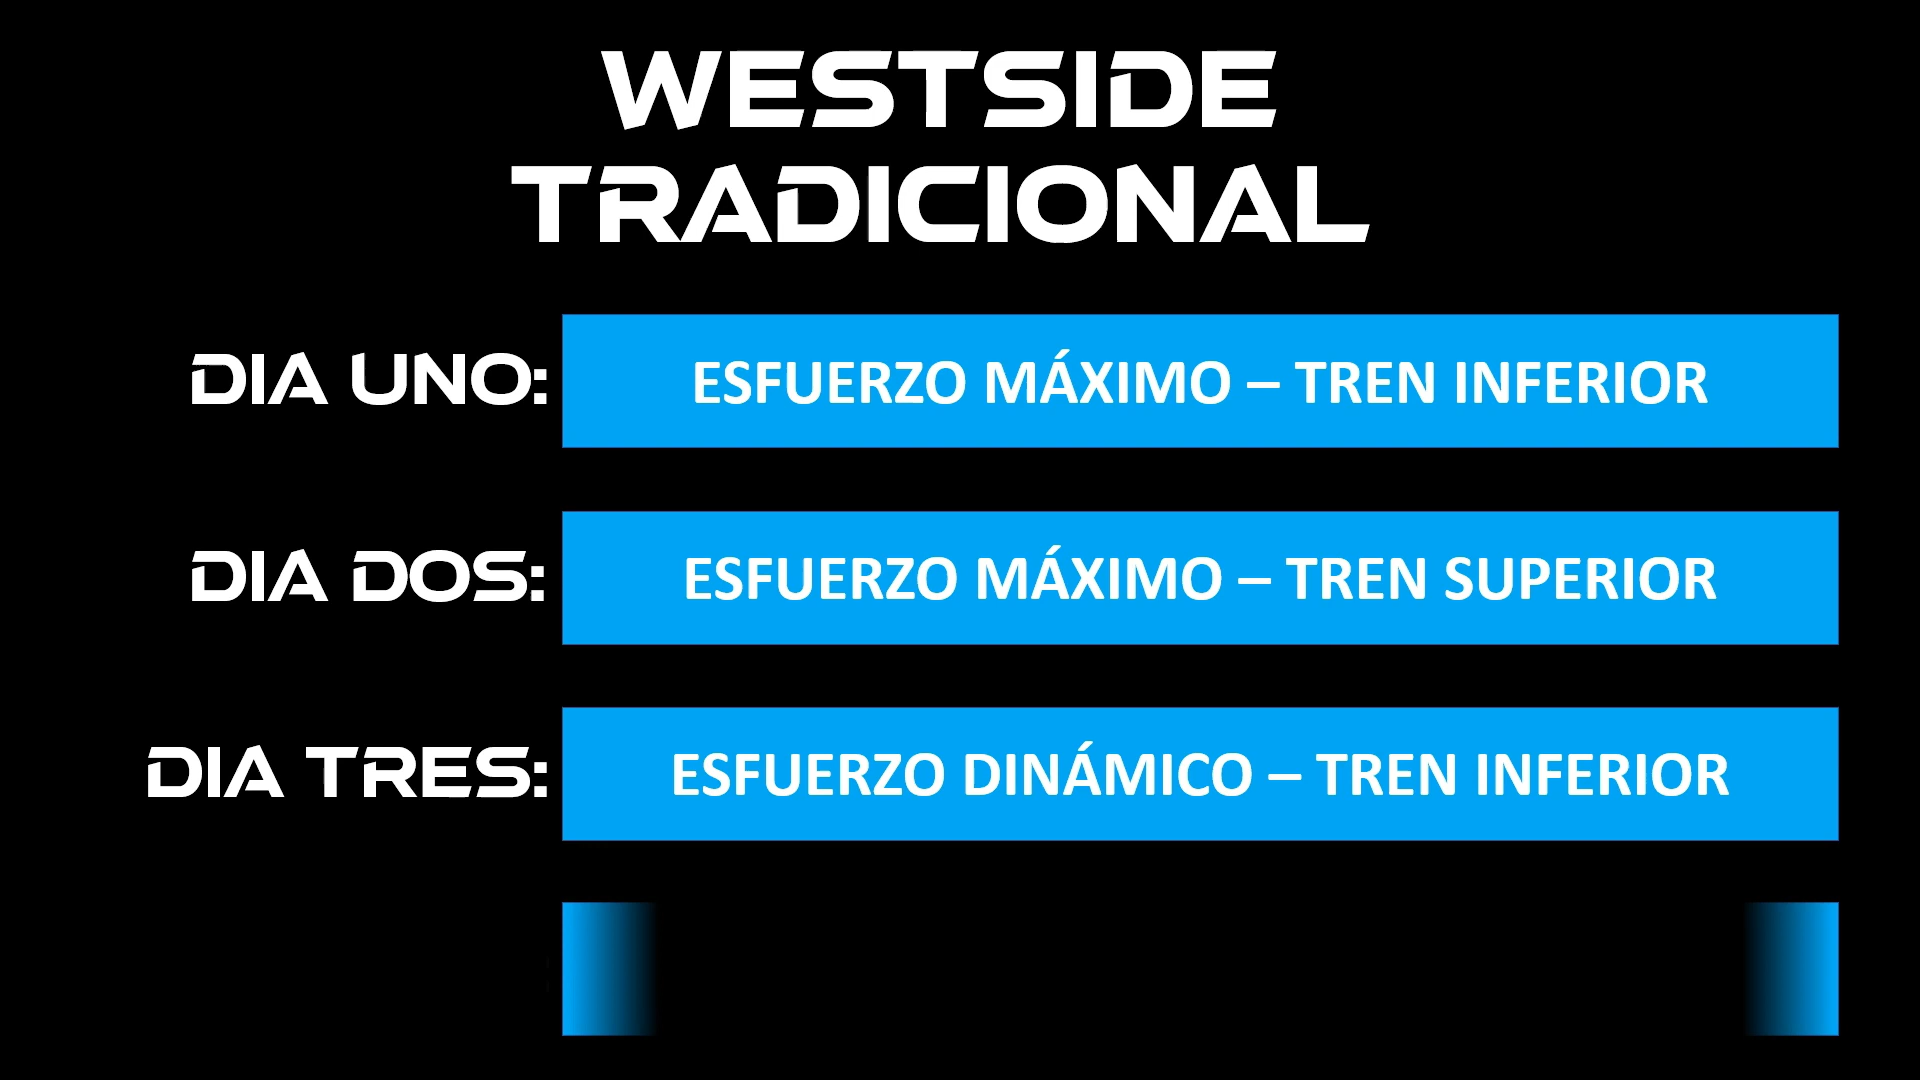 WESTSIDE
TRADICIONAL
DIA UNO: ESFUERZO MÁXIMO – TREN INFERIOR
DIA DOS: ESFUERZO MÁXIMO – TREN SUPERIOR
DIA TRES: ESFUERZO DINÁMICO – TREN INFERIOR